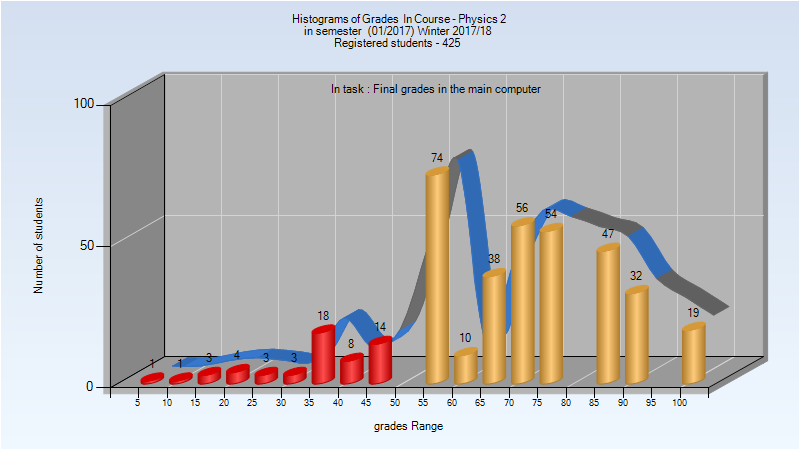 Histograms of Grades In Course - Physics 2
in semester (01/2017) Winter 2017/18
Registered students - 425
In task : Final grades in the main computer
100
50
0
Number of students
1 1 3 4 3 3 18 8 14 74 10 38 56 54 47 32 19
5 10 15 20 25 30 35 40 45 50 55 60 65 70 75 80 85 90 95 100
grades Range